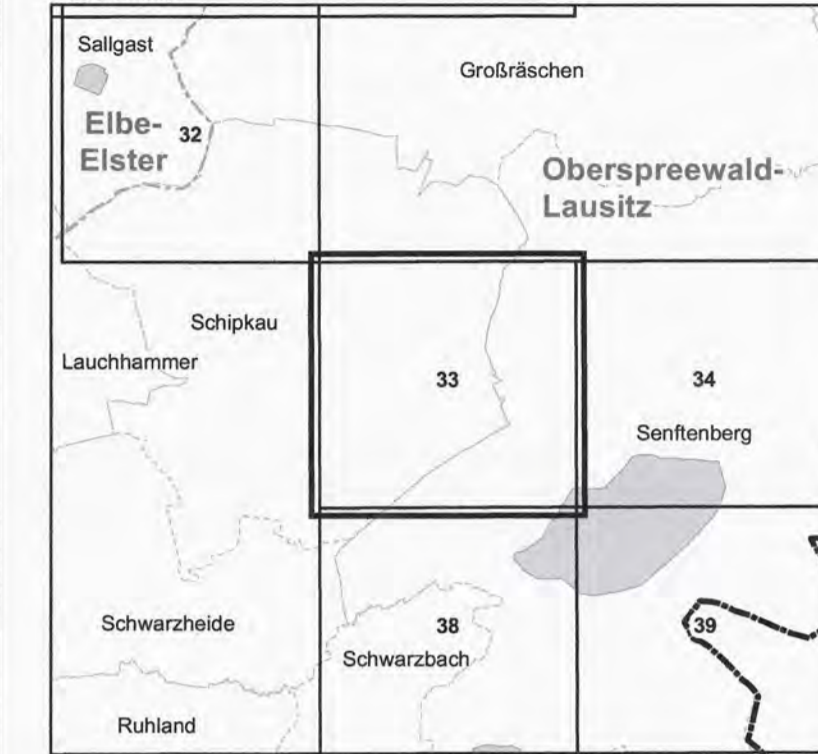 Sallgast
Großräschen
Elbe-
Elster
32
Oberspreewald-
Lausitz
Schipkau
Lauchhammer
33
34
Senftenberg
Schwarzheide
38
39
Schwarzbach
Ruhland